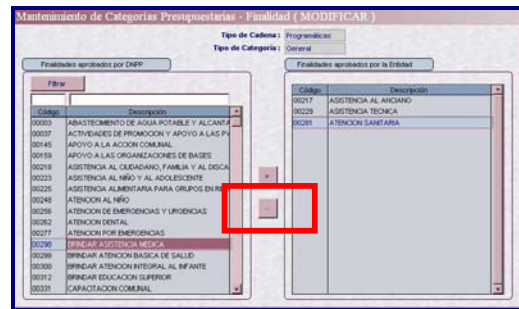 Mantenimiento de Categorías Presupuestarias - Finalidad ( MODIFICAR )
Tipo de Cadena : Programáticas
Tipo de Categoría : General
Finalidades aprobados por DNPP
Finalidades aprobados por la Entidad
Filtrar
Código Descripción
00003 ABASTECIMIENTO DE AGUA POTABLE Y ALCANTA
00037 ACTIVIDADES DE PROMOCION Y APOYO A LAS PY
00145 APOYO A LA ACCION COMUNAL
00159 APOYO A LAS ORGANIZACIONES DE BASES
00218 ASISTENCIA AL CIUDADANO, FAMILIA Y AL DISCA
00223 ASISTENCIA AL NIÑO Y AL ADOLESCENTE
00225 ASISTENCIA ALIMENTARIA PARA GRUPOS EN RI
00248 ATENCION AL NIÑO
00256 ATENCION DE EMERGENCIAS Y URGENCIAS
00262 ATENCION DENTAL
00277 ATENCION POR EMERGENCIAS
00298 BRINDAR ASISTENCIA MEDICA
00299 BRINDAR ATENCION BASICA DE SALUD
00300 BRINDAR ATENCION INTEGRAL AL INFANTE
00312 BRINDAR EDUCACION SUPERIOR
00331 CAPACITACION COMUNAL
Código Descripción
00217 ASISTENCIA AL ANCIANO
00229 ASISTENCIA TECNICA
00281 ATENCION SANITARIA